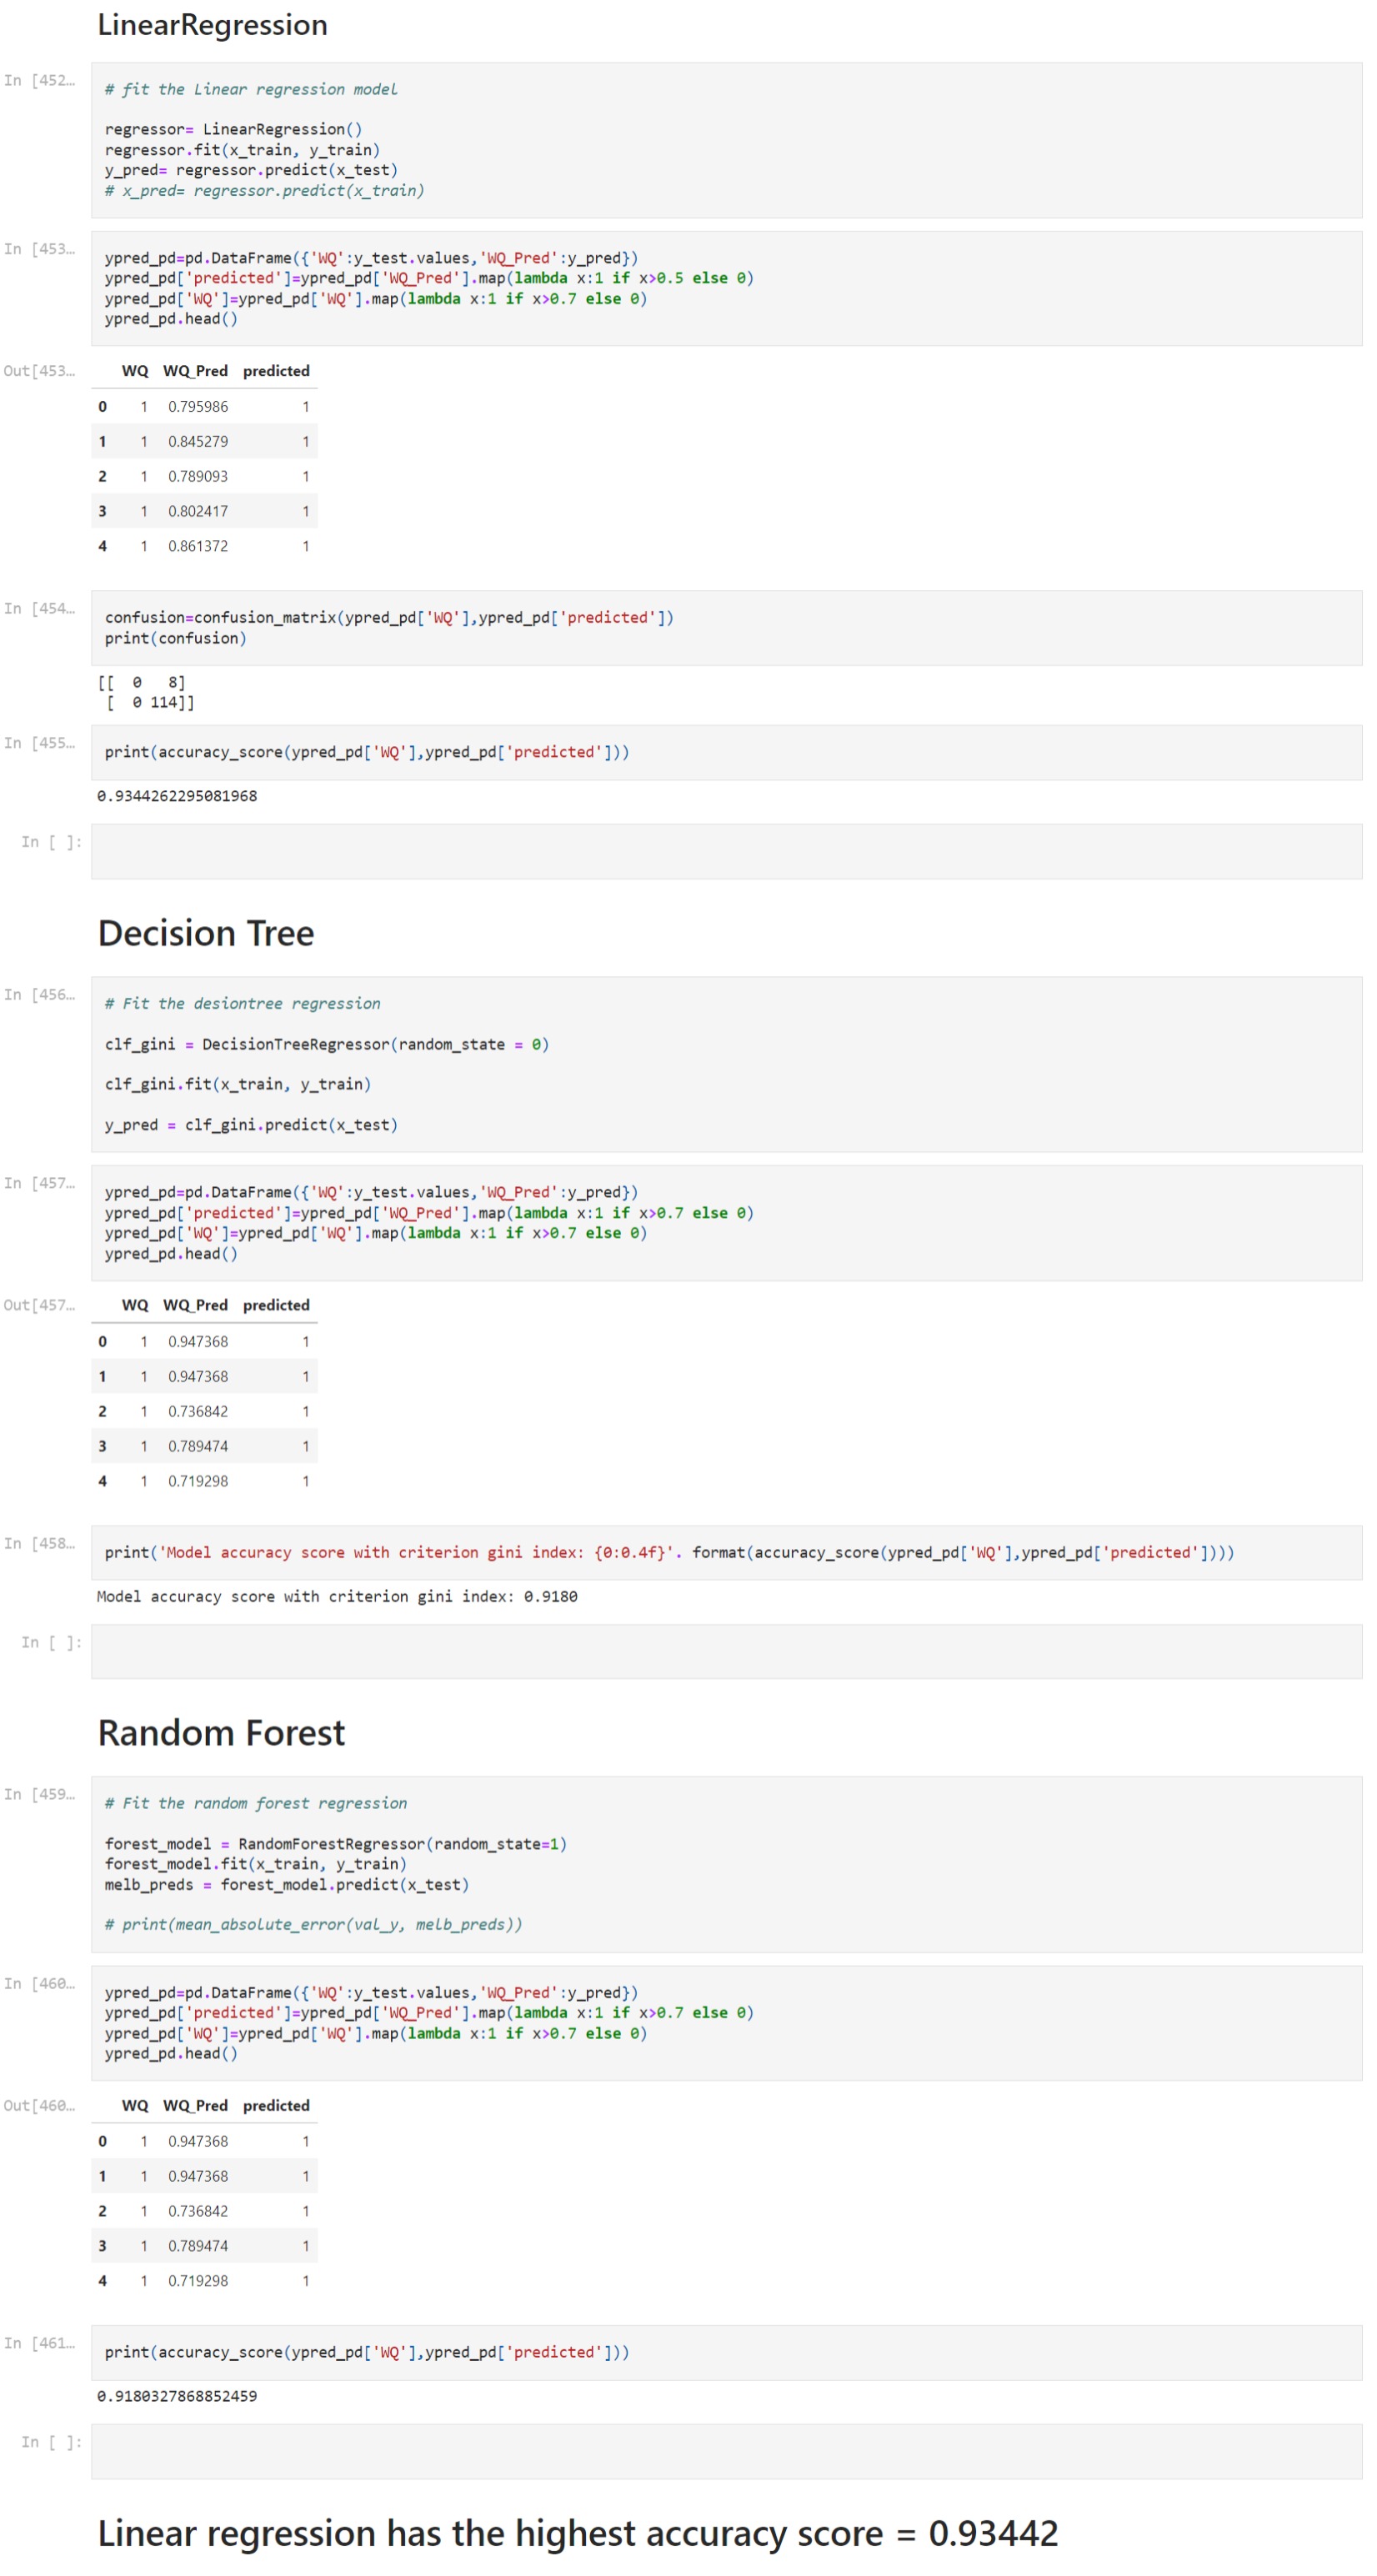 LinearRegression
In [452…
# fit the Linear regression model
regressor= LinearRegression()
regressor.fit(x_train, y_train)
y_pred= regressor.predict(x_test)
# x_pred= regressor.predict(x_train)
In [453…
ypred_pd=pd.DataFrame({'WQ':y_test.values,'WQ_Pred':y_pred})
ypred_pd['predicted']=ypred_pd['WQ_Pred'].map(lambda x:1 if x>0.5 else 0)
ypred_pd['WQ']=ypred_pd['WQ'].map(lambda x:1 if x>0.7 else 0)
ypred_pd.head()
Out[453…
WQ WQ_Pred predicted
0 1 0.795986 1
1 1 0.845279 1
2 1 0.789093 1
3 1 0.802417 1
4 1 0.861372 1
In [454…
confusion=confusion_matrix(ypred_pd['WQ'],ypred_pd['predicted'])
print(confusion)
[[  0   8]
 [  0 114]]
In [455…
print(accuracy_score(ypred_pd['WQ'],ypred_pd['predicted']))
0.9344262295081968
In [ ]:
Decision Tree
In [456…
# Fit the desiontree regression
clf_gini = DecisionTreeRegressor(random_state = 0)
clf_gini.fit(x_train, y_train)
y_pred = clf_gini.predict(x_test)
In [457…
ypred_pd=pd.DataFrame({'WQ':y_test.values,'WQ_Pred':y_pred})
ypred_pd['predicted']=ypred_pd['WQ_Pred'].map(lambda x:1 if x>0.7 else 0)
ypred_pd['WQ']=ypred_pd['WQ'].map(lambda x:1 if x>0.7 else 0)
ypred_pd.head()
Out[457…
WQ WQ_Pred predicted
0 1 0.947368 1
1 1 0.947368 1
2 1 0.736842 1
3 1 0.789474 1
4 1 0.719298 1
In [458…
print('Model accuracy score with criterion gini index: {0:0.4f}'. format(accuracy_score(ypred_pd['WQ'],ypred_pd['predicted'])))
Model accuracy score with criterion gini index: 0.9180
In [ ]:
Random Forest
In [459…
# Fit the random forest regression
forest_model = RandomForestRegressor(random_state=1)
forest_model.fit(x_train, y_train)
melb_preds = forest_model.predict(x_test)
# print(mean_absolute_error(val_y, melb_preds))
In [460…
ypred_pd=pd.DataFrame({'WQ':y_test.values,'WQ_Pred':y_pred})
ypred_pd['predicted']=ypred_pd['WQ_Pred'].map(lambda x:1 if x>0.7 else 0)
ypred_pd['WQ']=ypred_pd['WQ'].map(lambda x:1 if x>0.7 else 0)
ypred_pd.head()
Out[460…
WQ WQ_Pred predicted
0 1 0.947368 1
1 1 0.947368 1
2 1 0.736842 1
3 1 0.789474 1
4 1 0.719298 1
In [461…
print(accuracy_score(ypred_pd['WQ'],ypred_pd['predicted']))
0.9180327868852459
In [ ]:
Linear regression has the highest accuracy score = 0.93442